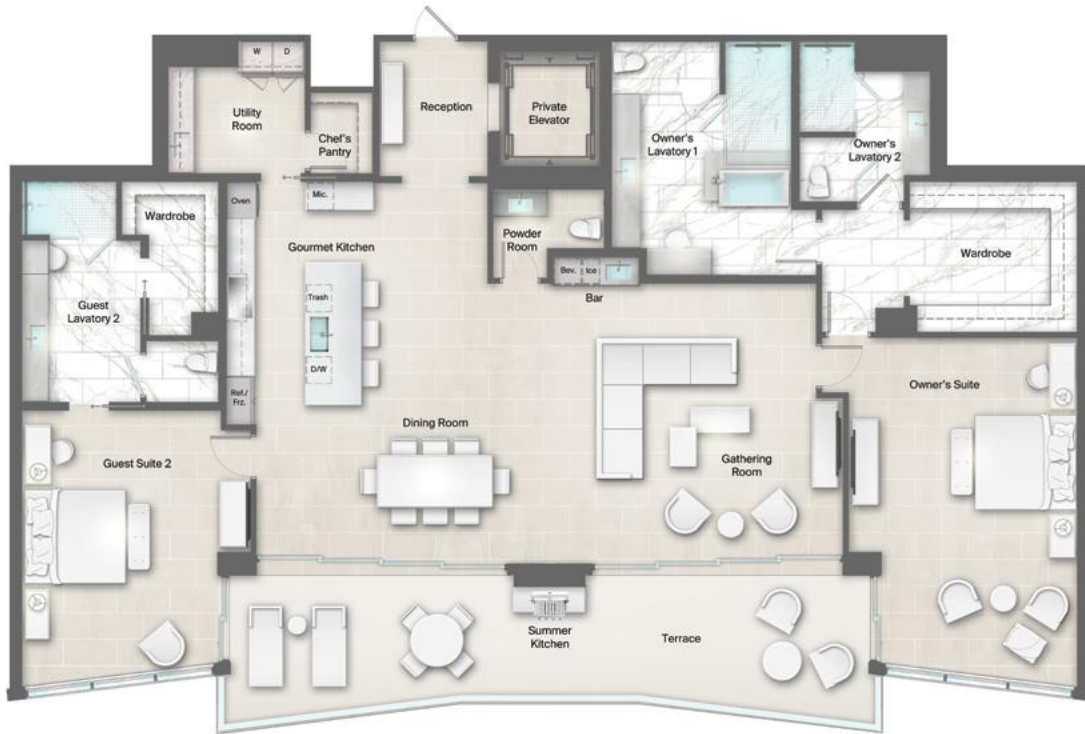 W
D
Utility
Room
Chef's
Pantry
Reception
Private
Elevator
Owner's
Lavatory 1
Owner's
Lavatory 2
Oven
Mic.
Wardrobe
Gourmet Kitchen
Powder
Room
Wardrobe
Bev.
Ice
Bar
Guest
Lavatory 2
Trash
D/W
Ref./
Frz.
Owner's Suite
Dining Room
Guest Suite 2
Gathering
Room
Summer
Kitchen
Terrace